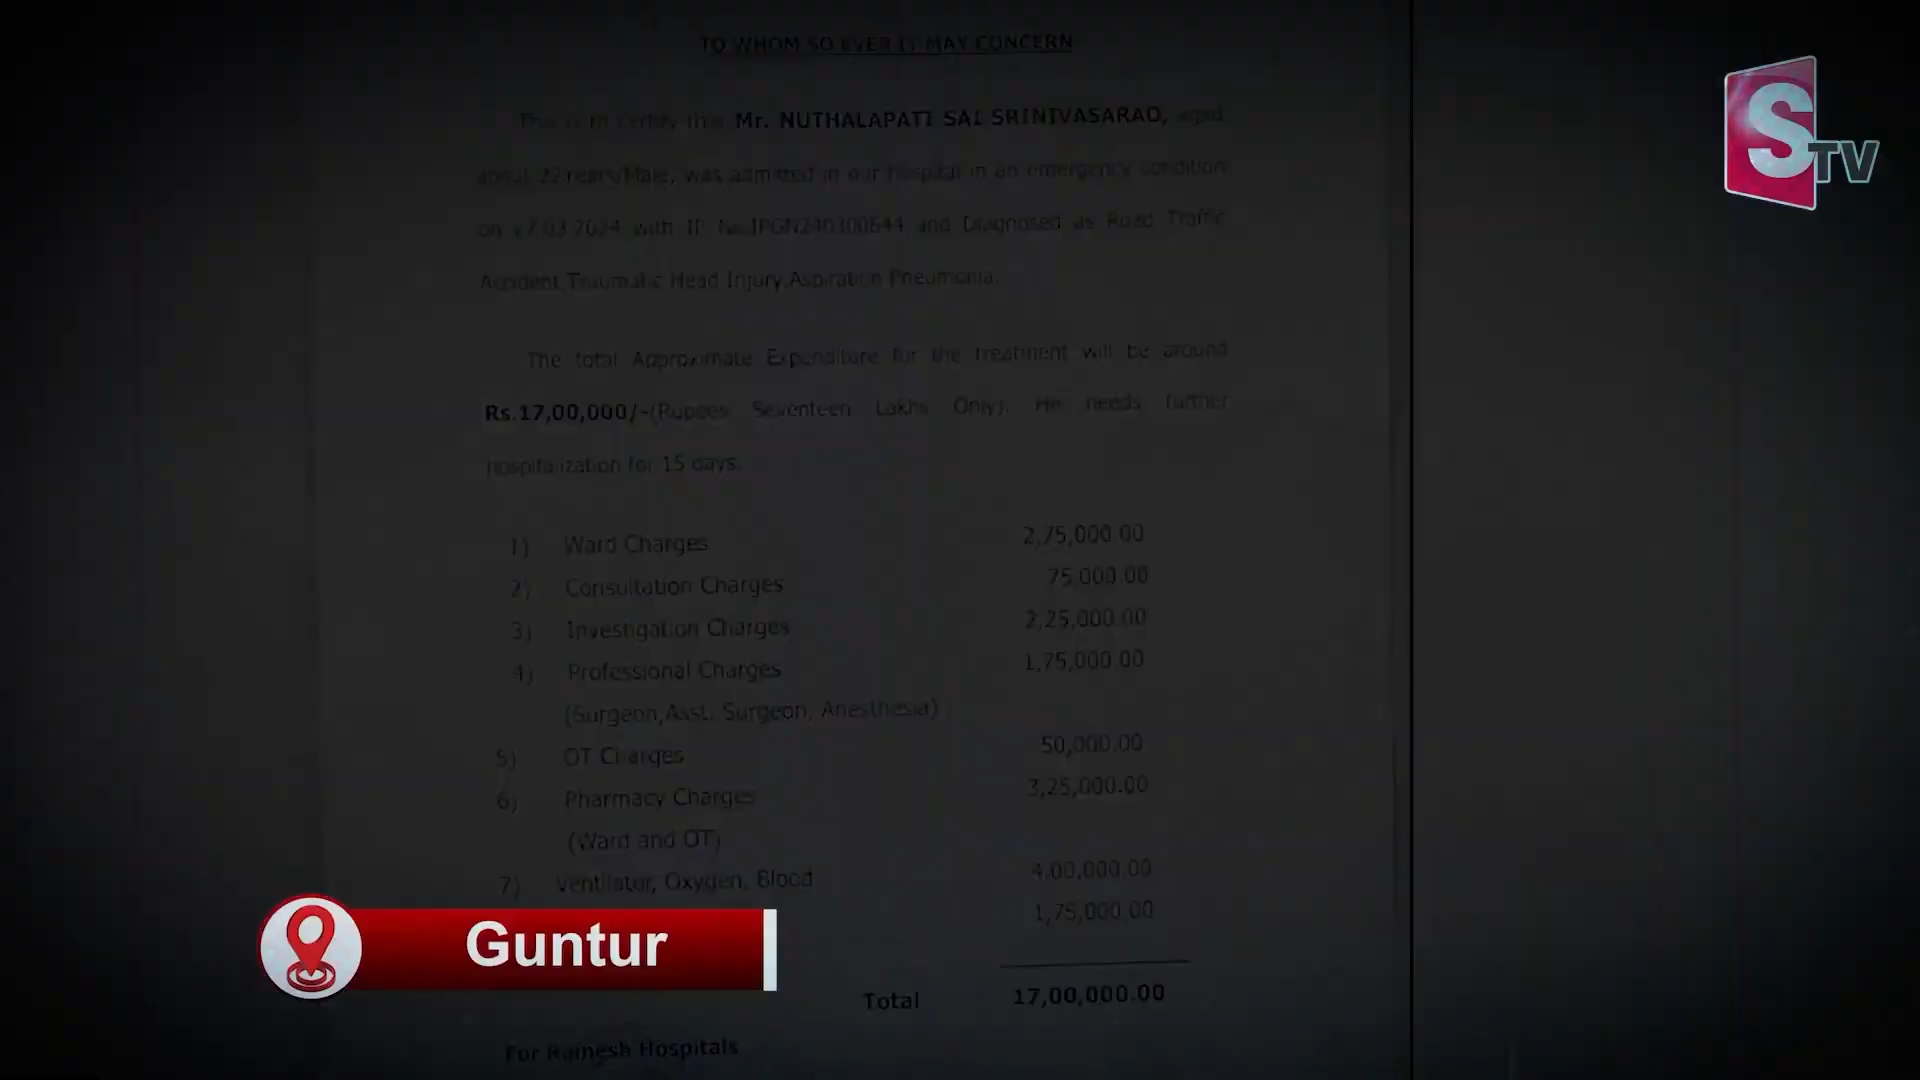 TO WHOM SO EVER IT MAY CONCERN
This is to certify that Mr. NUTHALAPATI SAI SRINIVASARAO, aged
about 22Years/Male, was admitted in our hospital in an emergency condition
on 17.03.2024 with IP No.IPGN240300644 and Diagnosed as Road Traffic
Accident,Traumatic Head Injury,Aspiration Pneumonia.
The total Approximate Expenditure for the treatment will be around
Rs.17,00,000/-(Rupees Seventeen Lakhs Only). He needs further
hospitalization for 15 days.
1) Ward Charges 2,75,000.00
2) Consultation Charges 75,000.00
3) Investigation Charges 2,25,000.00
4) Professional Charges 1,75,000.00
(Surgeon,Asst. Surgeon, Anesthesia)
5) OT Charges 50,000.00
6) Pharmacy Charges 3,25,000.00
(Ward and OT)
7) Ventilator, Oxygen, Blood 4,00,000.00
1,75,000.00
Total 17,00,000.00
For Ramesh Hospitals
Guntur
STV